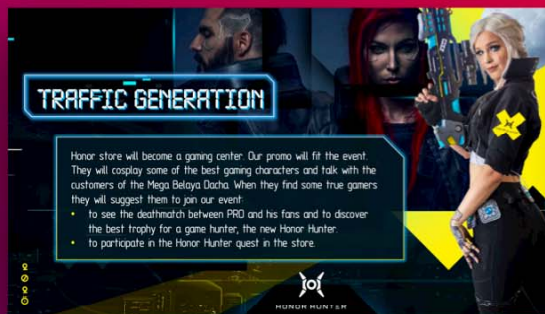 TRAFFIC GENERATION
Honor store will become a gaming center. Our promo will fit the event.
They will cosplay some of the best gaming characters and talk with the
customers of the Mega Belaya Dacha. When they find some true gamers
they will suggest them to join our event:
• to see the deathmatch between PRO and his fans and to discover
the best trophy for a game hunter, the new Honor Hunter.
• to participate in the Honor Hunter quest in the store.
HONOR HUNTER